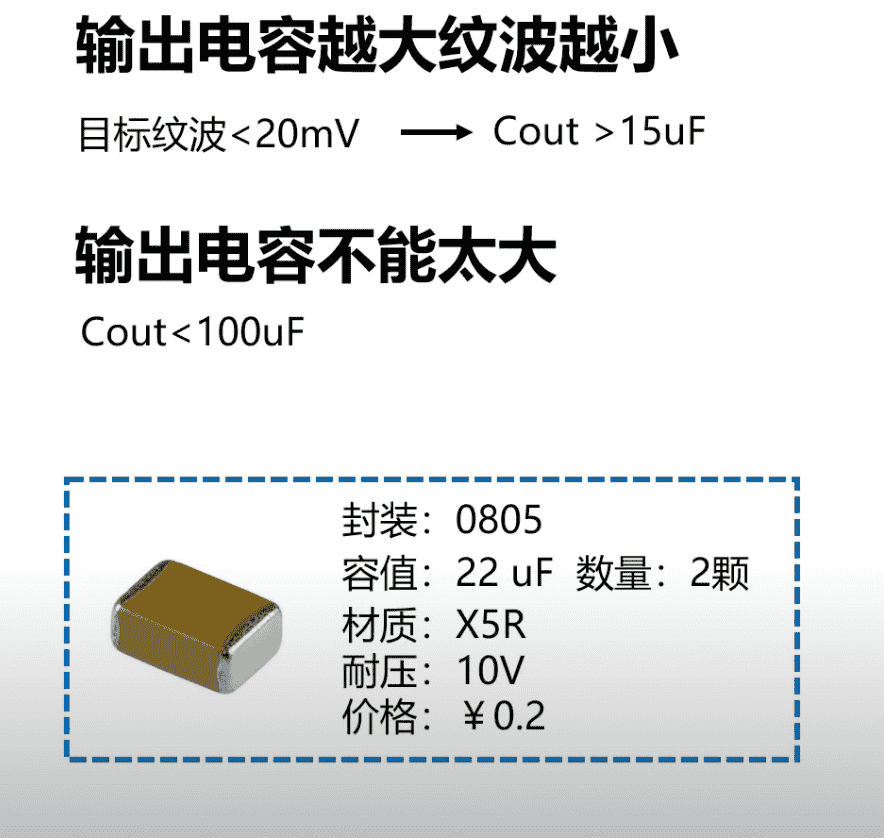 输出电容越大纹波越小
目标纹波<20mV → Cout >15uF
输出电容不能太大
Cout<100uF
封装：0805
容值：22 uF 数量：2颗
材质：X5R
耐压：10V
价格：￥0.2